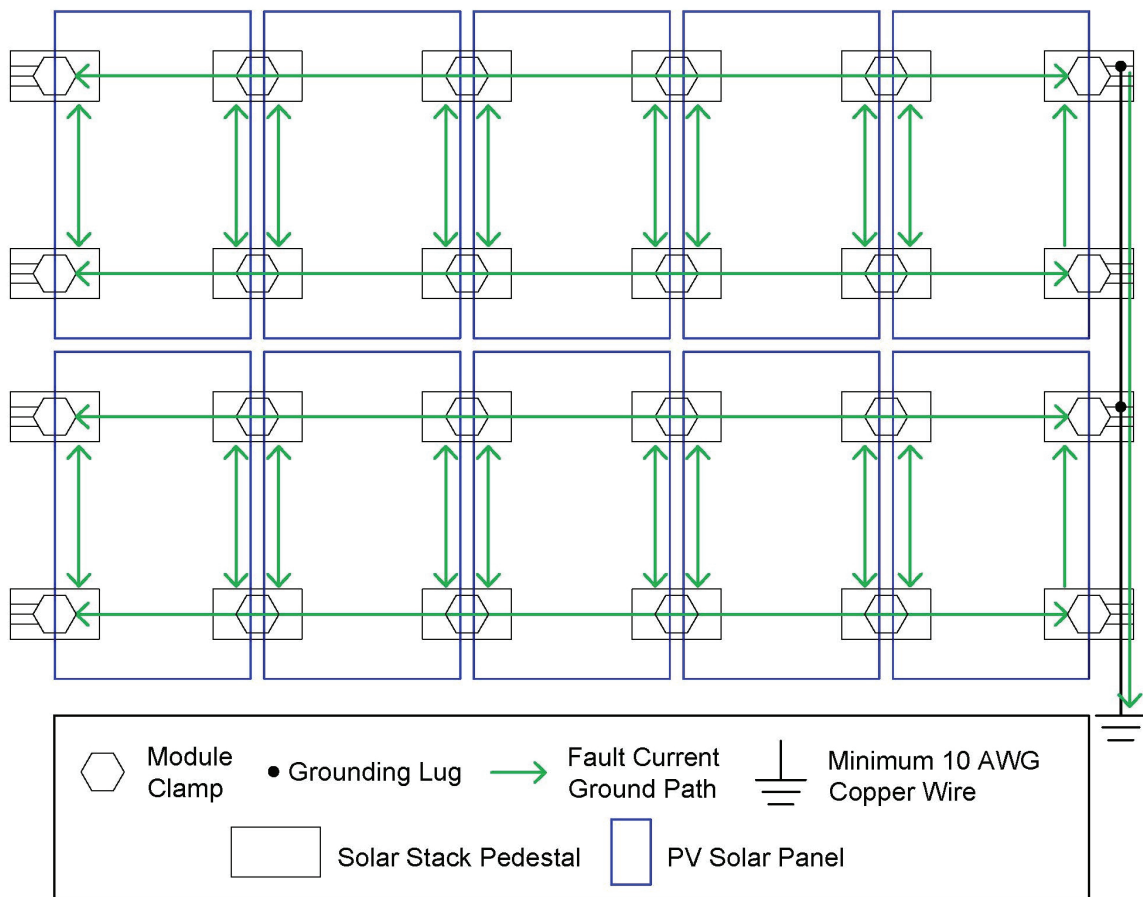 Module
Clamp
Grounding Lug
Fault Current
Ground Path
Minimum 10 AWG
Copper Wire
Solar Stack Pedestal
PV Solar Panel